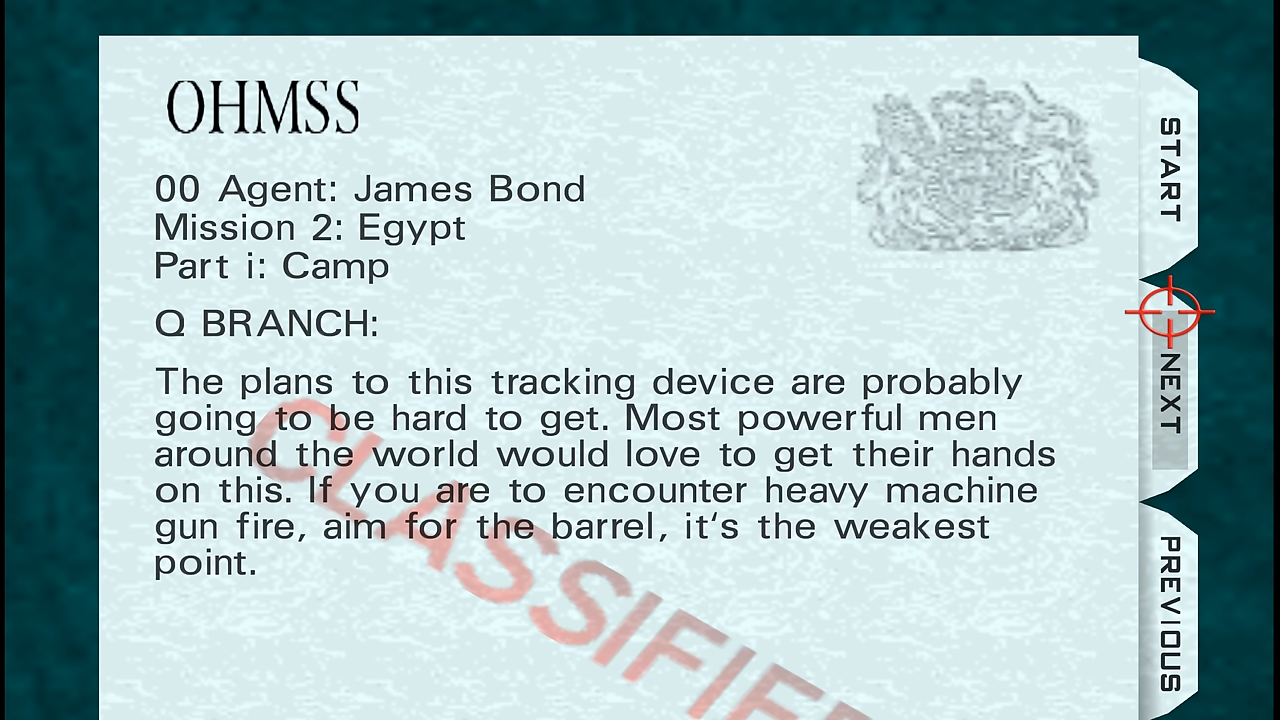 OHMSS
00 Agent: James Bond
Mission 2: Egypt
Part i: Camp
Q BRANCH:
The plans to this tracking device are probably
going to be hard to get. Most powerful men
around the world would love to get their hands
on this. If you are to encounter heavy machine
gun fire, aim for the barrel, it's the weakest
point.
CLASSIFIE
START
NEXT
PREVIOUS